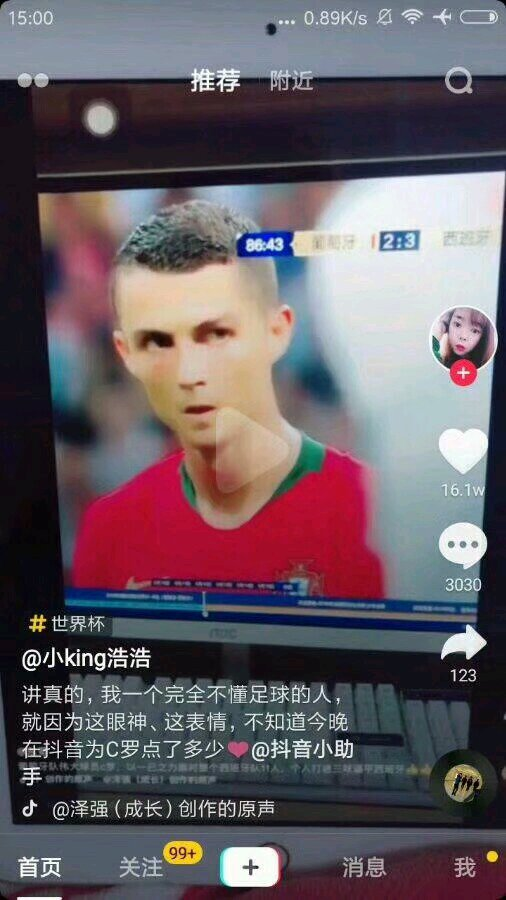 15:00
... 0.89K/s
推荐 附近
86:43 葡萄牙 2:3 西班牙
16.1w
3030
123
# 世界杯
@小king浩浩
讲真的，我一个完全不懂足球的人，
就因为这眼神、这表情，不知道今晚
在抖音为C罗点了多少❤@抖音小助
手
@泽强（成长）创作的原声
首页 关注 99+ + 消息 我